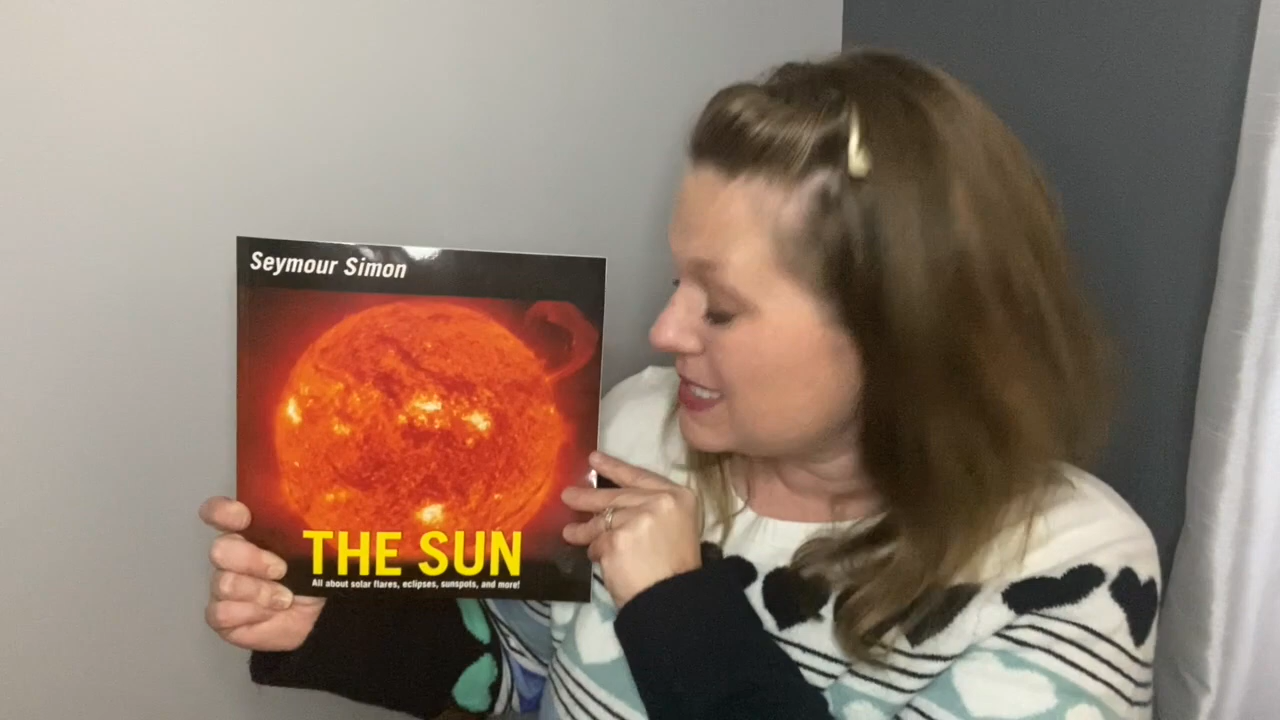 Seymour Simon
THE SUN
All about solar flares, eclipses, sunspots, and more!